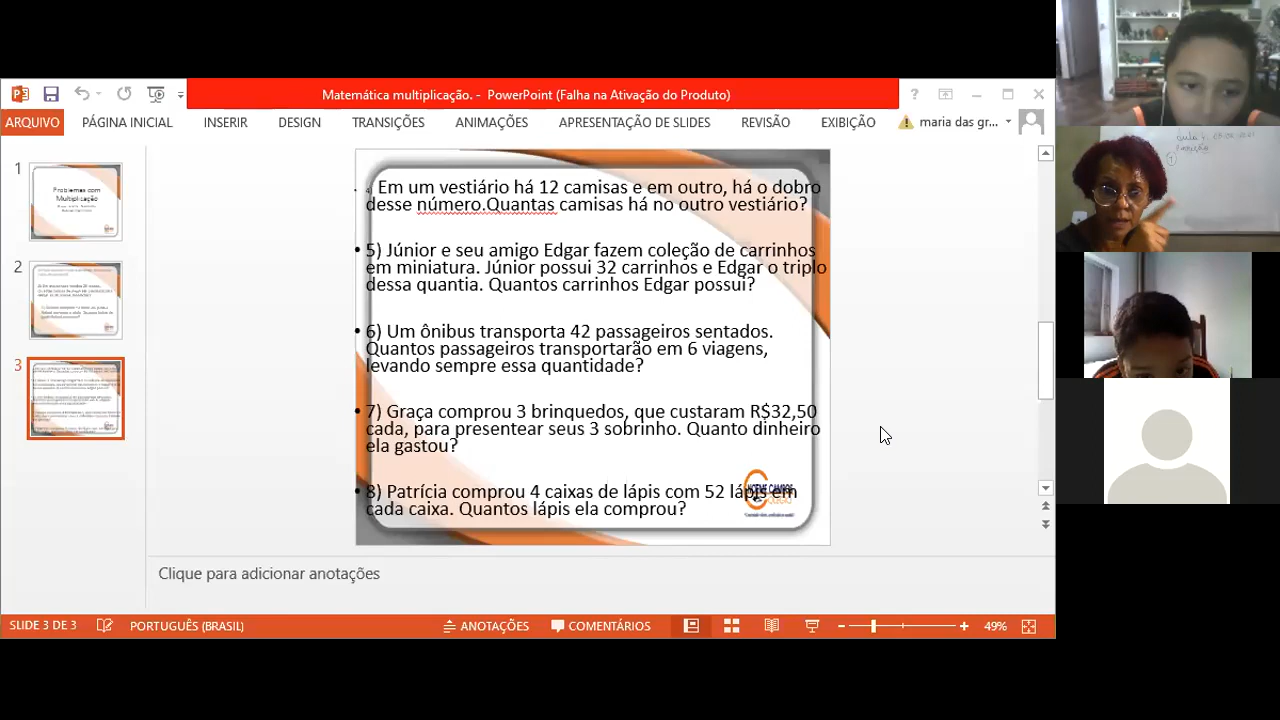 Matemática multiplicação. - PowerPoint (Falha na Ativação do Produto)
ARQUIVO PÁGINA INICIAL INSERIR DESIGN TRANSIÇÕES ANIMAÇÕES APRESENTAÇÃO DE SLIDES REVISÃO EXIBIÇÃO maria das gr...
1
Problemas com
Multiplicação
2
3
4) Em um vestiário há 12 camisas e em outro, há o dobro
desse número.Quantas camisas há no outro vestiário?
• 5) Júnior e seu amigo Edgar fazem coleção de carrinhos
em miniatura. Júnior possui 32 carrinhos e Edgar o triplo
dessa quantia. Quantos carrinhos Edgar possui?
• 6) Um ônibus transporta 42 passageiros sentados.
Quantos passageiros transportarão em 6 viagens,
levando sempre essa quantidade?
• 7) Graça comprou 3 brinquedos, que custaram R$32,50
cada, para presentear seus 3 sobrinho. Quanto dinheiro
ela gastou?
• 8) Patrícia comprou 4 caixas de lápis com 52 lápis em
cada caixa. Quantos lápis ela comprou?
Clique para adicionar anotações
SLIDE 3 DE 3 PORTUGUÊS (BRASIL) ANOTAÇÕES COMENTÁRIOS 49%